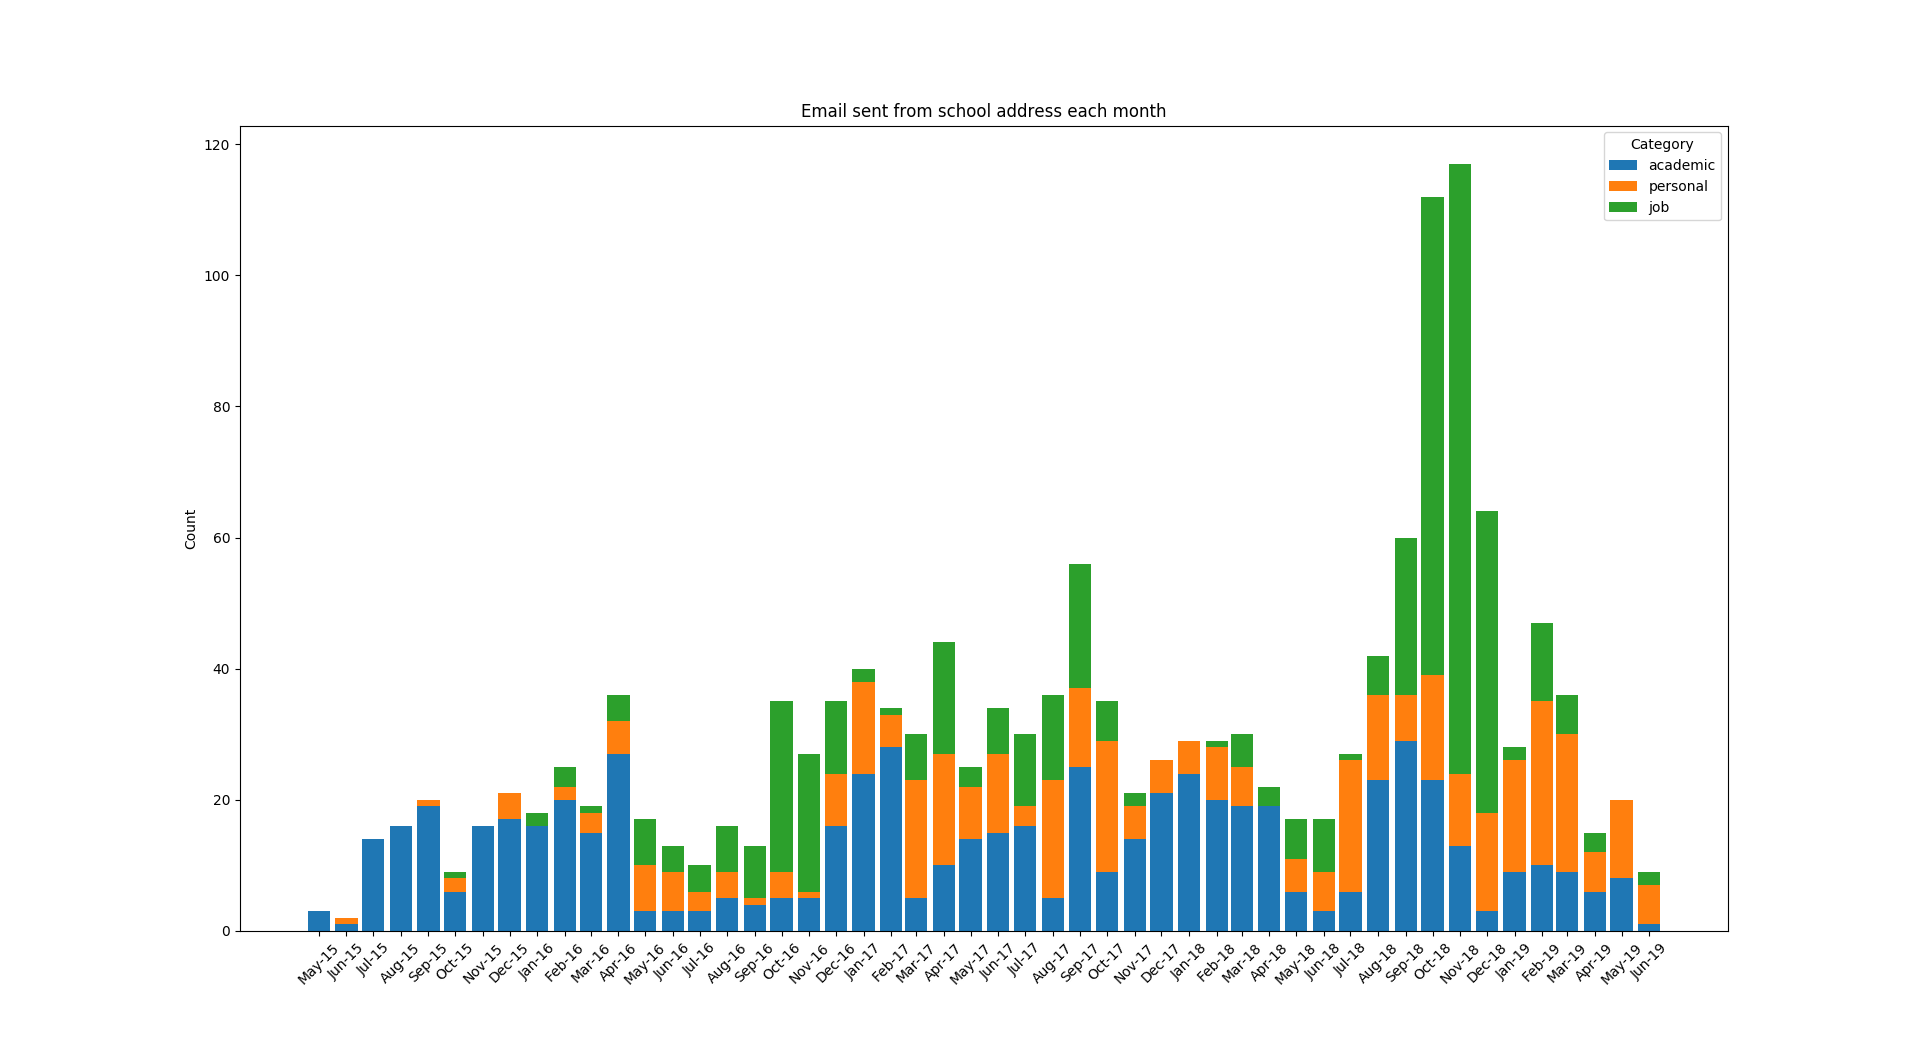 Email sent from school address each month
120
100
80
60
40
20
0
Count
Category
academic
personal
job
May-15
Jun-15
Jul-15
Aug-15
Sep-15
Oct-15
Nov-15
Dec-15
Jan-16
Feb-16
Mar-16
Apr-16
May-16
Jun-16
Jul-16
Aug-16
Sep-16
Oct-16
Nov-16
Dec-16
Jan-17
Feb-17
Mar-17
Apr-17
May-17
Jun-17
Jul-17
Aug-17
Sep-17
Oct-17
Nov-17
Dec-17
Jan-18
Feb-18
Mar-18
Apr-18
May-18
Jun-18
Jul-18
Aug-18
Sep-18
Oct-18
Nov-18
Dec-18
Jan-19
Feb-19
Mar-19
Apr-19
May-19
Jun-19